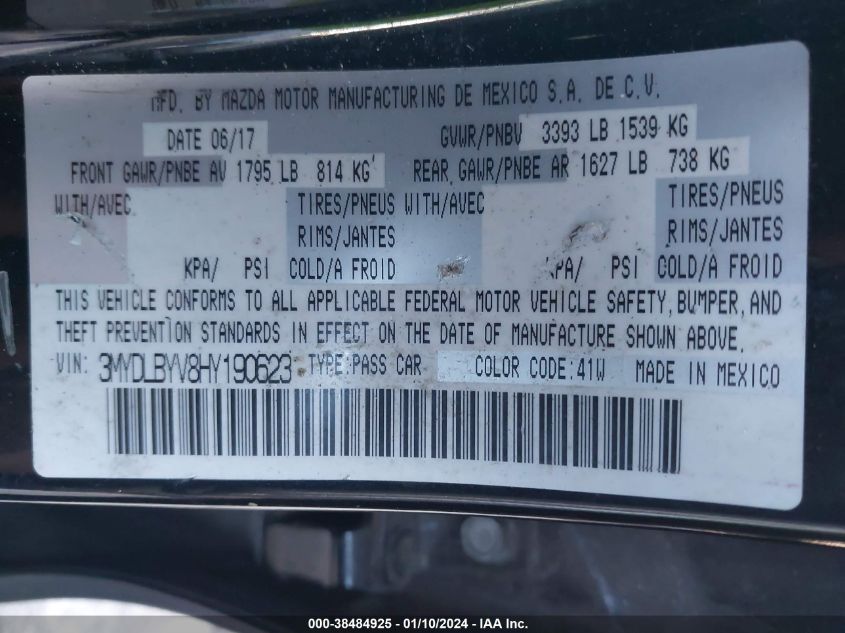 MFD. BY MAZDA MOTOR MANUFACTURING DE MEXICO S.A. DE C.V.
DATE 06/17 GVWR/PNBV 3393 LB 1539 KG
FRONT GAWR/PNBE AV 1795 LB 814 KG REAR GAWR/PNBE AR 1627 LB 738 KG
WITH/AVEC TIRES/PNEUS WITH/AVEC TIRES/PNEUS
RIMS/JANTES RIMS/JANTES
KPA/ PSI COLD/A FROID KPA/ PSI COLD/A FROID
THIS VEHICLE CONFORMS TO ALL APPLICABLE FEDERAL MOTOR VEHICLE SAFETY, BUMPER, AND
THEFT PREVENTION STANDARDS IN EFFECT ON THE DATE OF MANUFACTURE SHOWN ABOVE.
VIN: 3MYDLBYV8HY190623 TYPE:PASS CAR COLOR CODE:41W MADE IN MEXICO
000-38484925 - 01/10/2024 - IAA Inc.